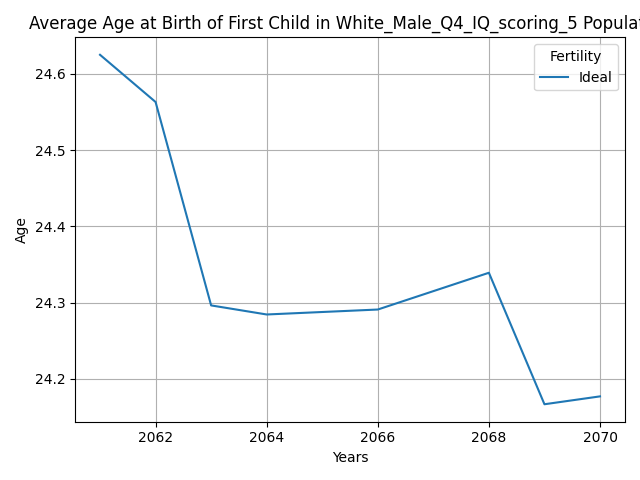 Average Age at Birth of First Child in White_Male_Q4_IQ_scoring_5 Populat
Fertility
Ideal
24.6
24.5
24.4
24.3
24.2
Age
2062 2064 2066 2068 2070
Years